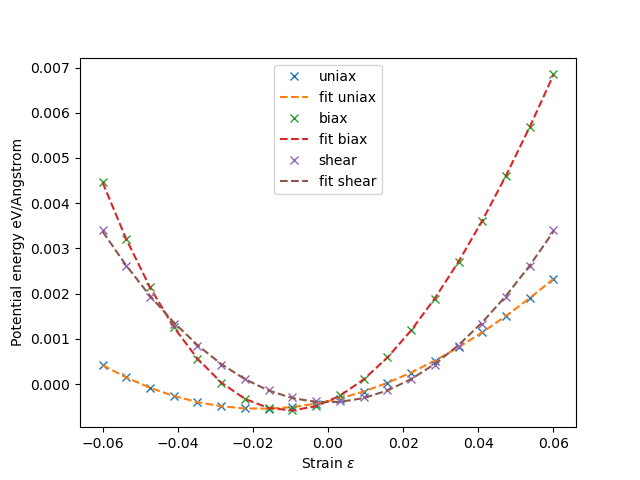 0.007
0.006
0.005
0.004
0.003
0.002
0.001
0.000
Potential energy eV/Angstrom
uniax
fit uniax
biax
fit biax
shear
fit shear
−0.06
−0.04
−0.02
0.00
0.02
0.04
0.06
Strain ε